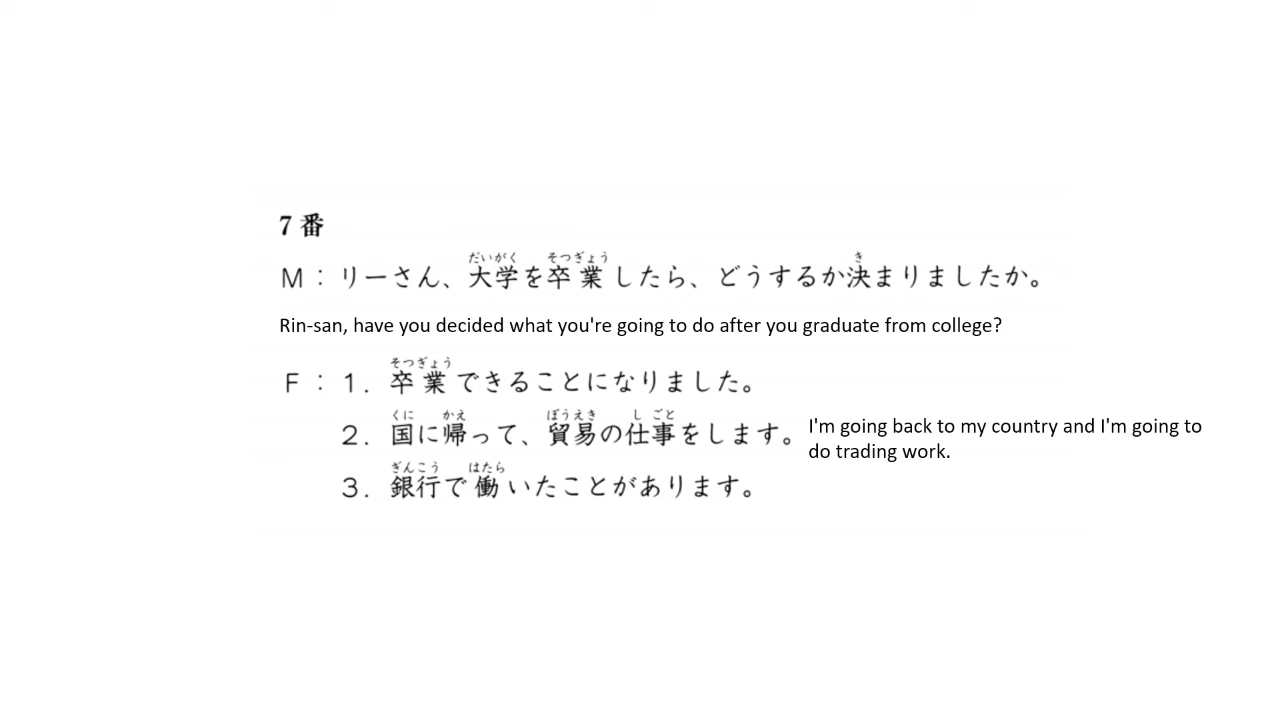 7番
M：リーさん、大学を卒業したら、どうするか決まりましたか。
Rin-san, have you decided what you're going to do after you graduate from college?
F：1．卒業できることになりました。
2．国に帰って、貿易の仕事をします。
I'm going back to my country and I'm going to
do trading work.
3．銀行で働いたことがあります。